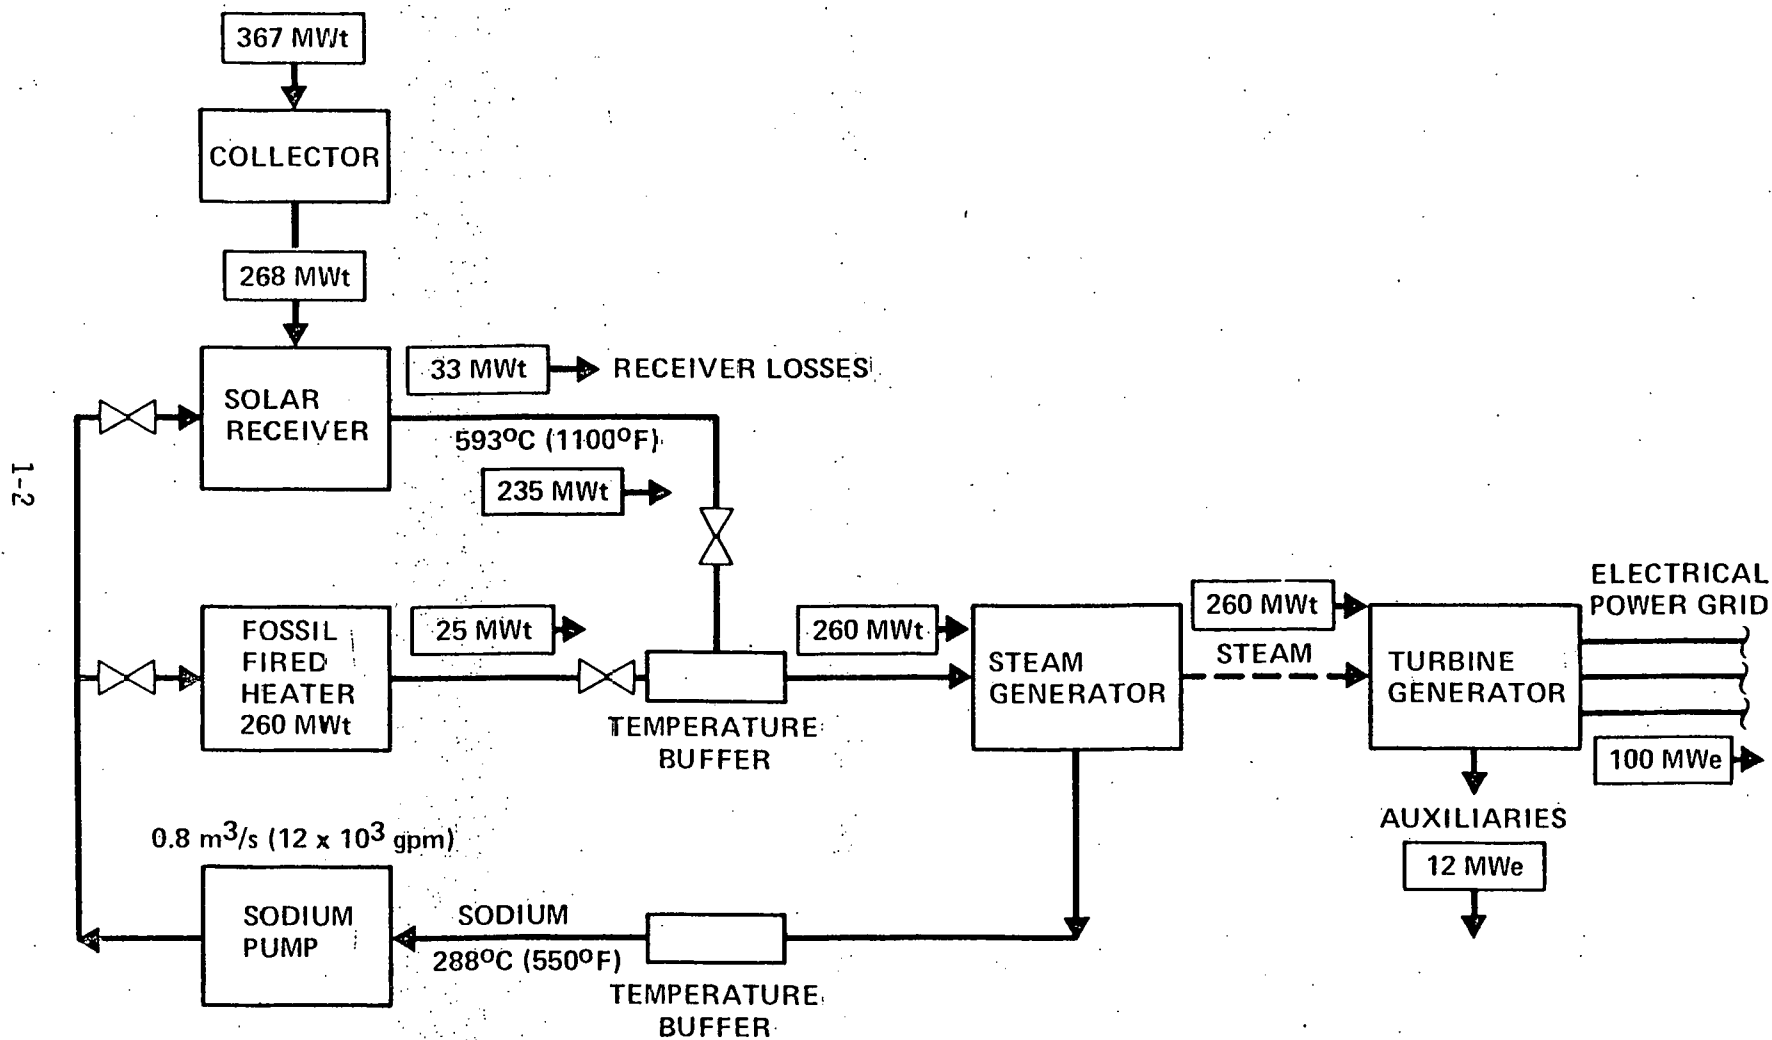 367 MWt
COLLECTOR
268 MWt
33 MWt
RECEIVER LOSSES
SOLAR
RECEIVER
593°C (1100°F)
235 MWt
1-2
FOSSIL
FIRED
HEATER
260 MWt
25 MWt
TEMPERATURE
BUFFER
260 MWt
STEAM
GENERATOR
260 MWt
STEAM
TURBINE
GENERATOR
ELECTRICAL
POWER GRID
100 MWe
AUXILIARIES
12 MWe
0.8 m³/s (12 x 10³ gpm)
SODIUM
PUMP
SODIUM
288°C (550°F)
TEMPERATURE
BUFFER